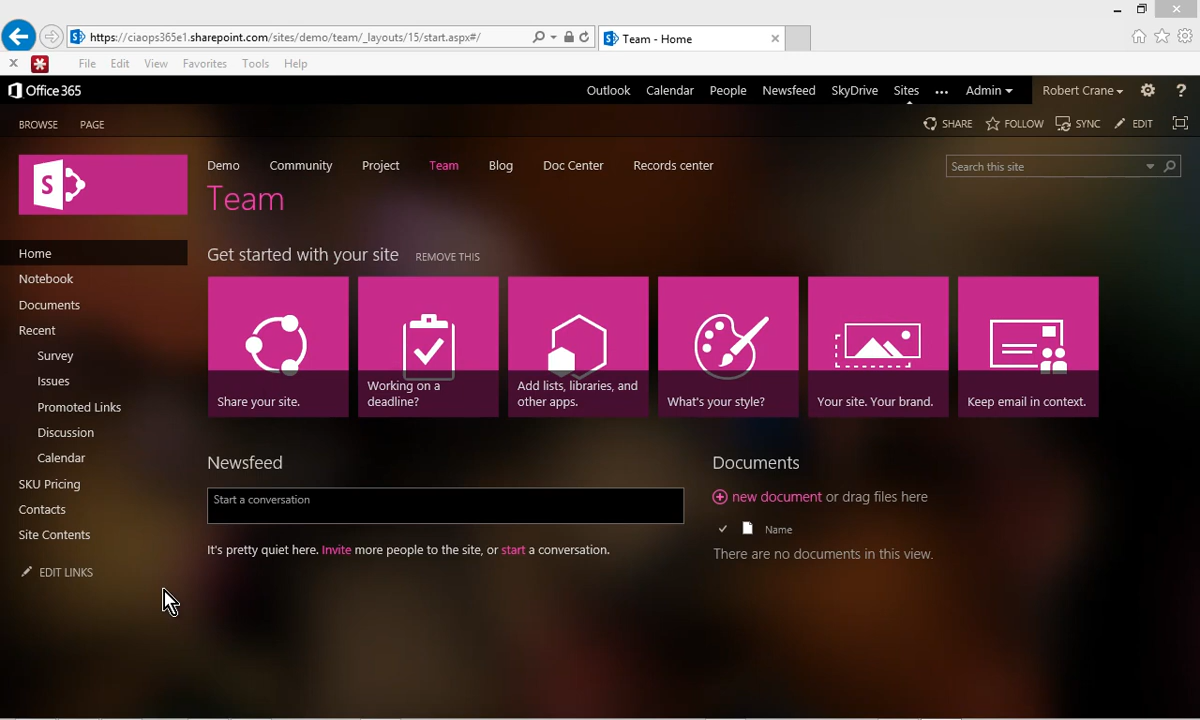 https://ciaops365e1.sharepoint.com/sites/demo/team/_layouts/15/start.aspx#/
Team - Home
File Edit View Favorites Tools Help
Office 365
Outlook Calendar People Newsfeed SkyDrive Sites ... Admin Robert Crane ?
BROWSE PAGE
SHARE FOLLOW SYNC EDIT
S
Demo Community Project Team Blog Doc Center Records center
Search this site
Team
Home
Notebook
Documents
Recent
Survey
Issues
Promoted Links
Discussion
Calendar
SKU Pricing
Contacts
Site Contents
EDIT LINKS
Get started with your site REMOVE THIS
Share your site.
Working on a
deadline?
Add lists, libraries, and
other apps.
What's your style?
Your site. Your brand.
Keep email in context.
Newsfeed
Start a conversation
It's pretty quiet here. Invite more people to the site, or start a conversation.
Documents
new document or drag files here
Name
There are no documents in this view.